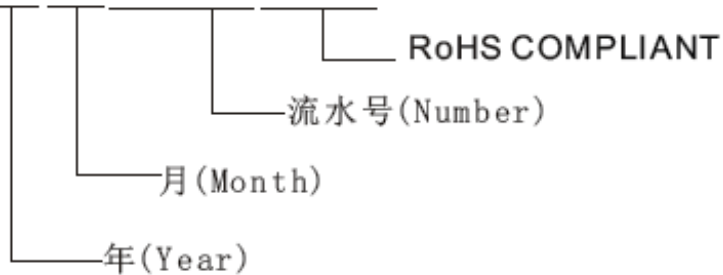 RoHS COMPLIANT
流水号(Number)
月(Month)
年(Year)